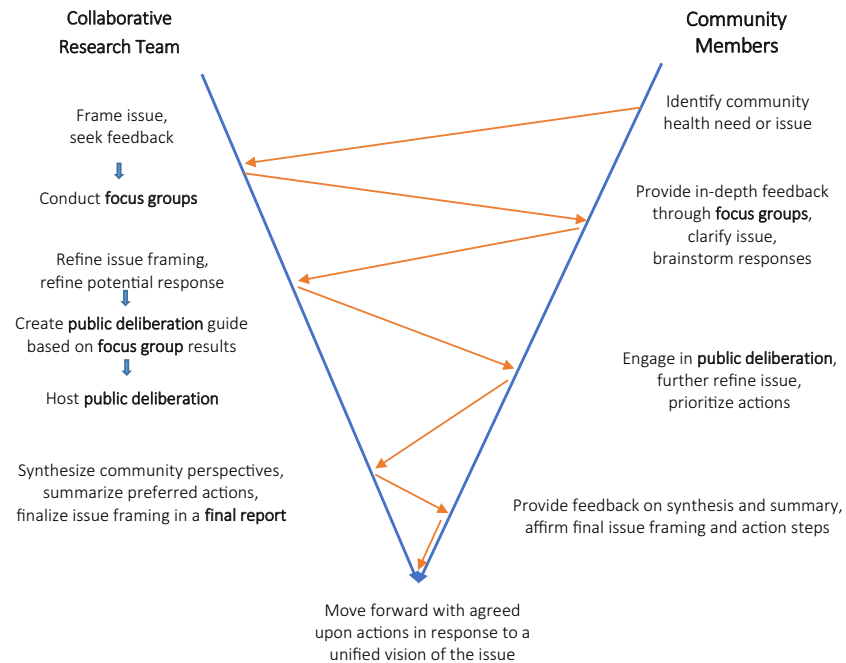 Collaborative
Research Team
Community
Members
Frame issue,
seek feedback
Conduct focus groups
Identify community
health need or issue
Provide in-depth feedback
through focus groups,
clarify issue,
brainstorm responses
Refine issue framing,
refine potential response
Create public deliberation guide
based on focus group results
Host public deliberation
Engage in public deliberation,
further refine issue,
prioritize actions
Synthesize community perspectives,
summarize preferred actions,
finalize issue framing in a final report
Provide feedback on synthesis and summary,
affirm final issue framing and action steps
Move forward with agreed
upon actions in response to a
unified vision of the issue